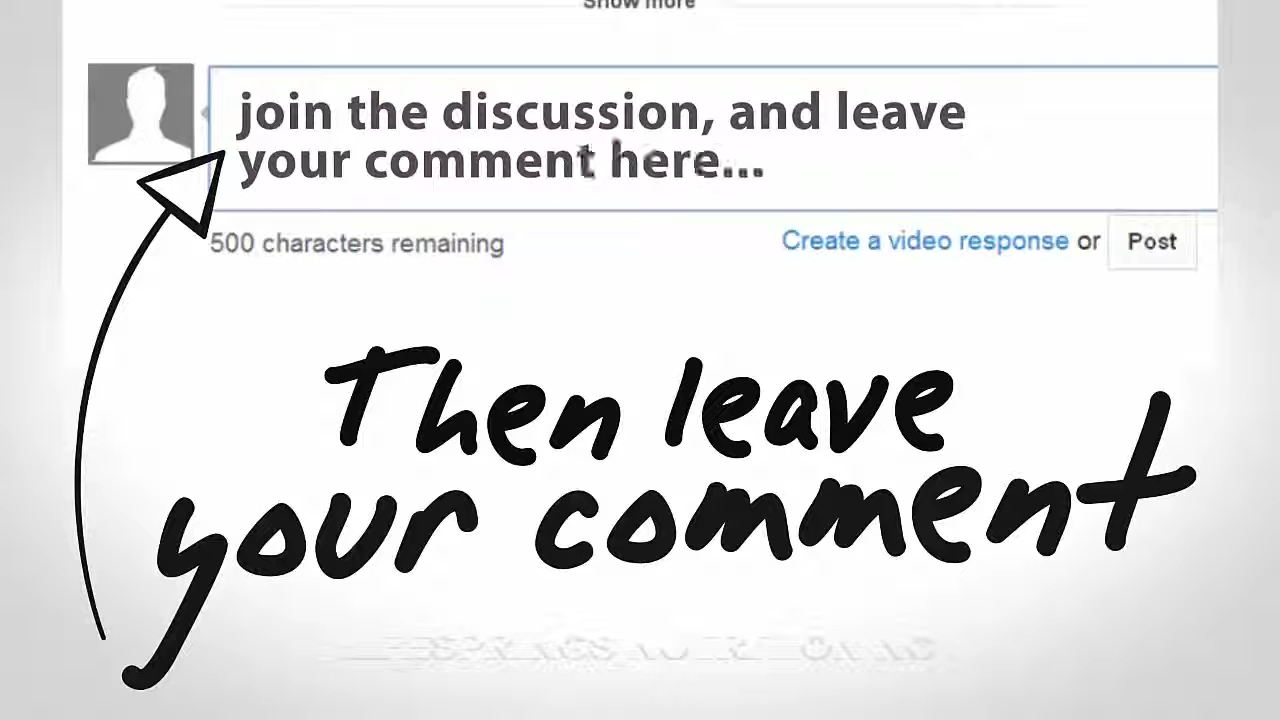 Show more
join the discussion, and leave
your comment here...
500 characters remaining
Create a video response or Post
Then leave
your comment